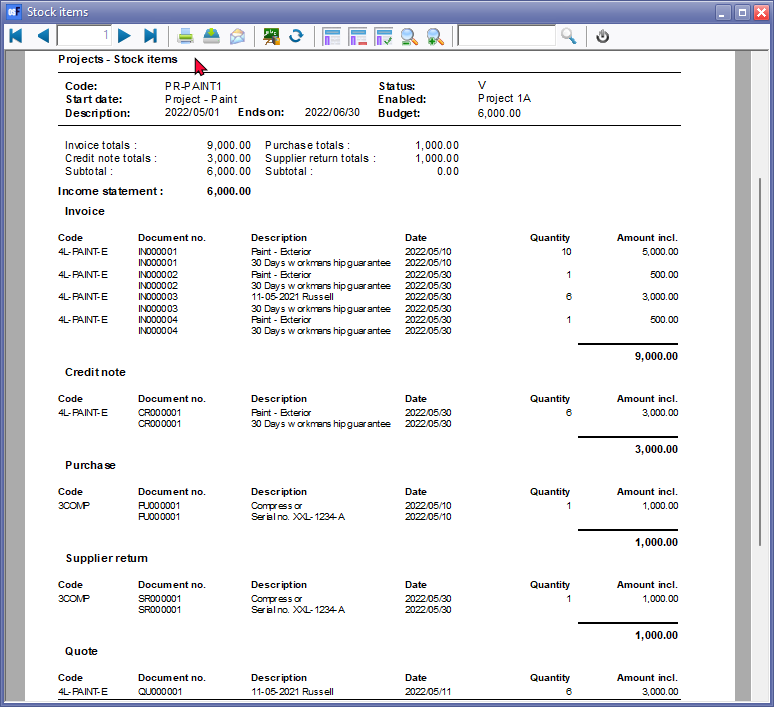 Stock items
1
Projects - Stock items
Code: PR-PAINT1 Status: V
Start date: Project - Paint Enabled: Project 1A
Description: 2022/05/01 Ends on: 2022/06/30 Budget: 6,000.00
Invoice totals : 9,000.00 Purchase totals : 1,000.00
Credit note totals : 3,000.00 Supplier return totals : 1,000.00
Subtotal : 6,000.00 Subtotal : 0.00
Income statement : 6,000.00
Invoice
Code Document no. Description Date Quantity Amount incl.
4L-PAINT-E IN000001 Paint - Exterior 2022/05/10 10 5,000.00
IN000001 30 Days workmanship guarantee 2022/05/10
4L-PAINT-E IN000002 Paint - Exterior 2022/05/30 1 500.00
IN000002 30 Days workmanship guarantee 2022/05/30
4L-PAINT-E IN000003 11-05-2021 Russell 2022/05/30 6 3,000.00
IN000003 30 Days workmanship guarantee 2022/05/30
4L-PAINT-E IN000004 Paint - Exterior 2022/05/30 1 500.00
IN000004 30 Days workmanship guarantee 2022/05/30
9,000.00
Credit note
Code Document no. Description Date Quantity Amount incl.
4L-PAINT-E CR000001 Paint - Exterior 2022/05/30 6 3,000.00
CR000001 30 Days workmanship guarantee 2022/05/30
3,000.00
Purchase
Code Document no. Description Date Quantity Amount incl.
3COMP PU000001 Compressor 2022/05/10 1 1,000.00
PU000001 Serial no. XXL-1234-A 2022/05/10
1,000.00
Supplier return
Code Document no. Description Date Quantity Amount incl.
3COMP SR000001 Compressor 2022/05/30 1 1,000.00
SR000001 Serial no. XXL-1234-A 2022/05/30
1,000.00
Quote
Code Document no. Description Date Quantity Amount incl.
4L-PAINT-E QU000001 11-05-2021 Russell 2022/05/11 6 3,000.00